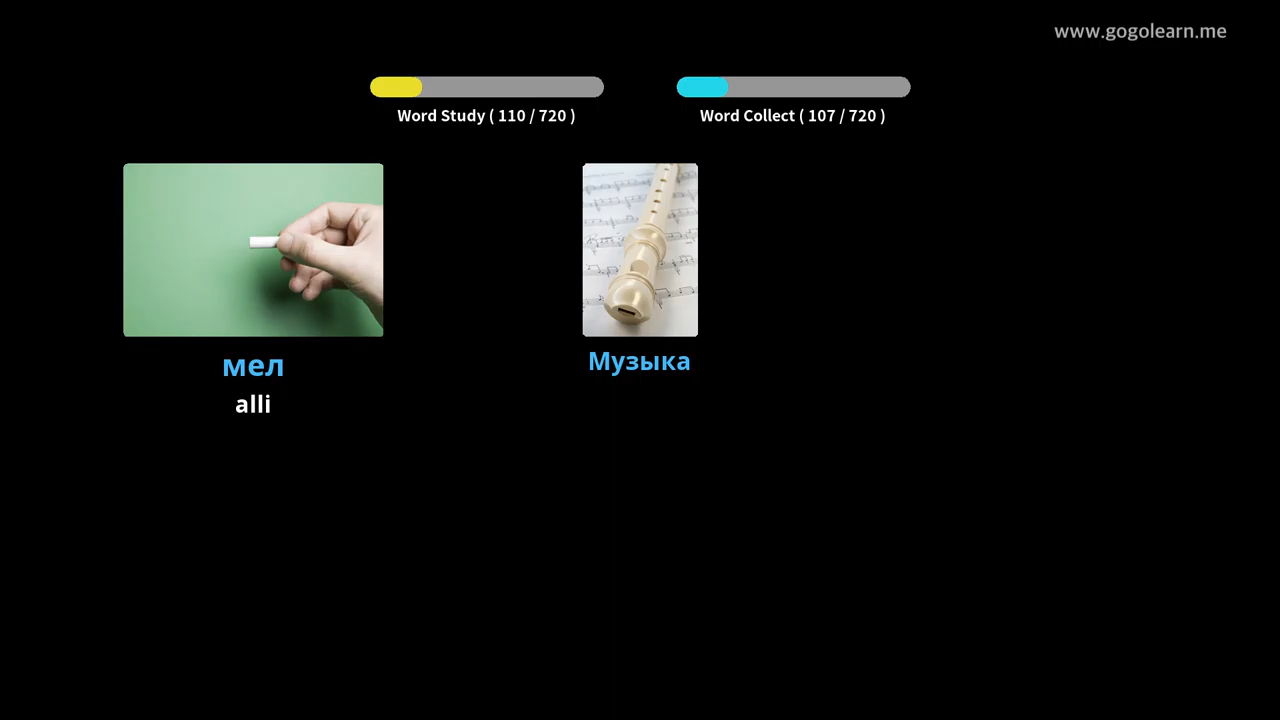 www.gogolearn.me
Word Study ( 110 / 720 )
Word Collect ( 107 / 720 )
мел
alli
Музыка